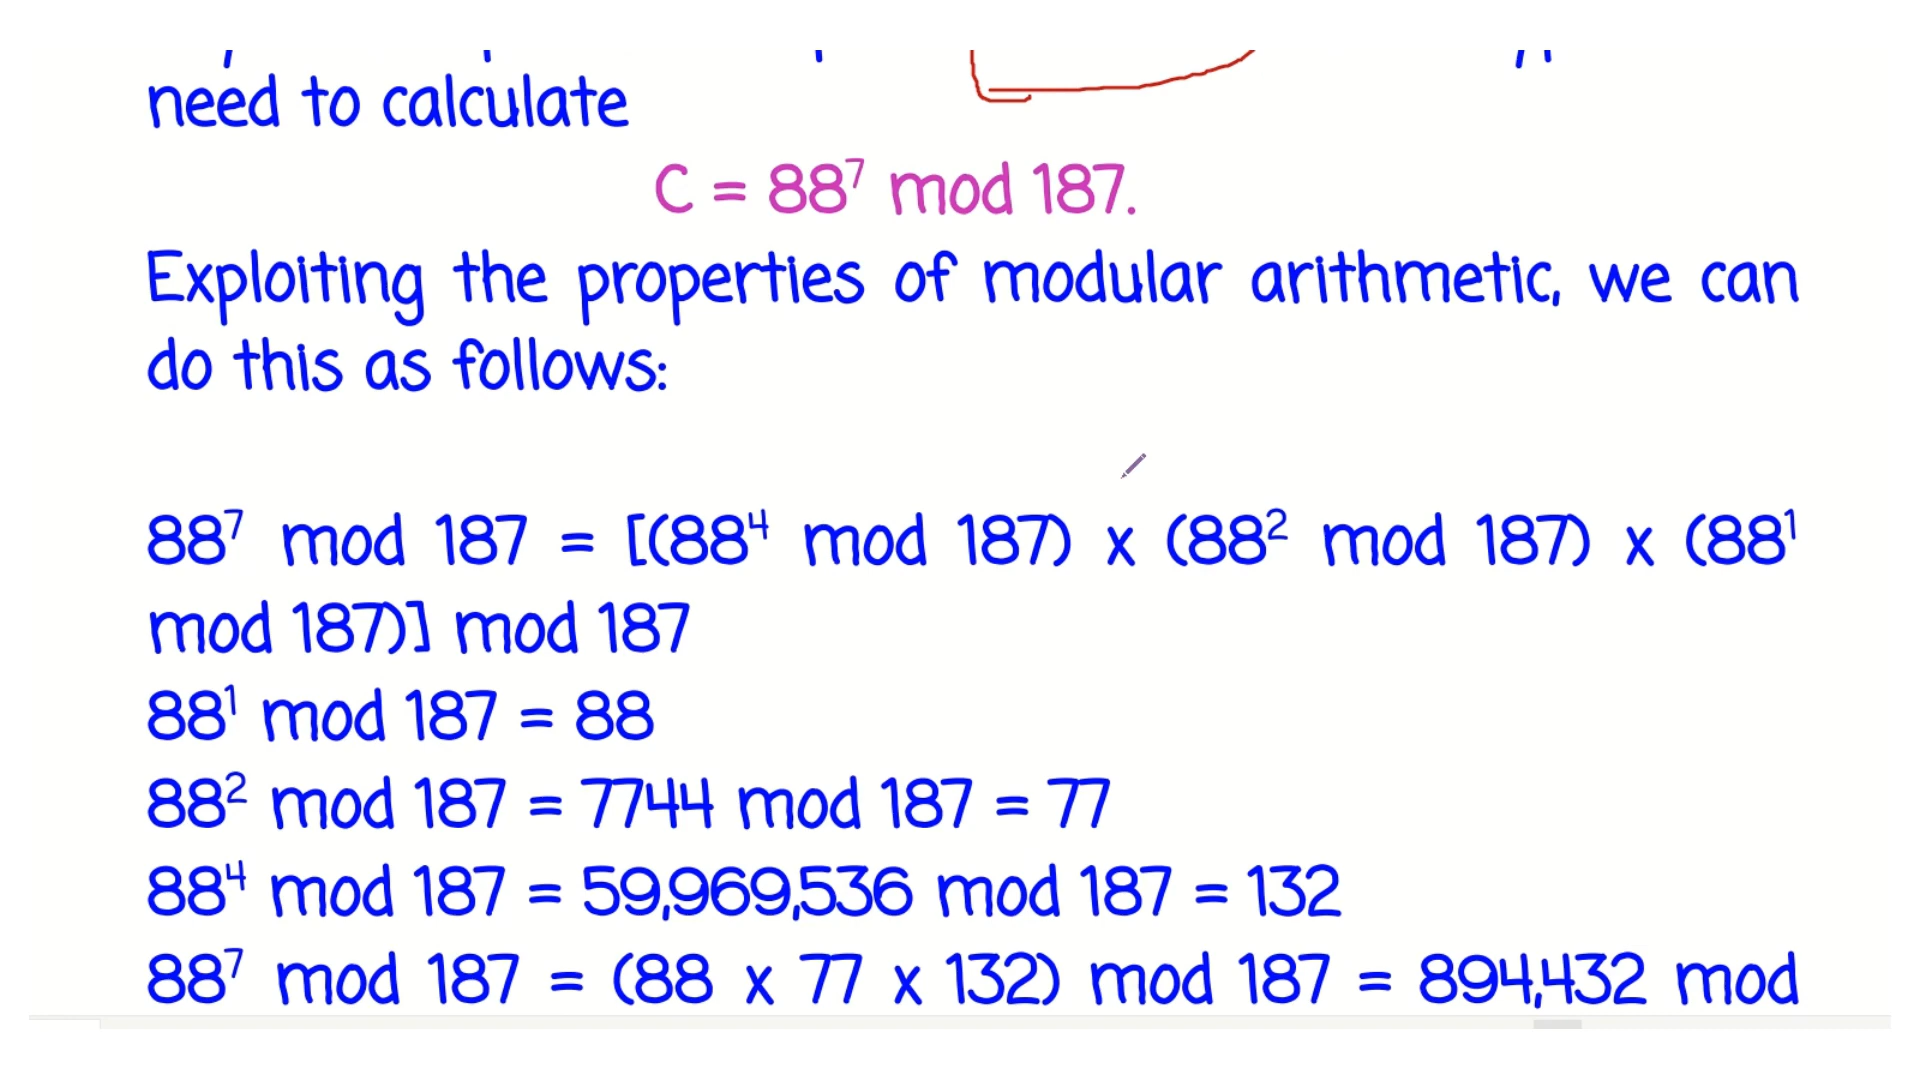 need to calculate
C = 88⁷ mod 187.
Exploiting the properties of modular arithmetic, we can
do this as follows:
88⁷ mod 187 = [(88⁴ mod 187) x (88² mod 187) x (88¹
mod 187)] mod 187
88¹ mod 187 = 88
88² mod 187 = 7744 mod 187 = 77
88⁴ mod 187 = 59,969,536 mod 187 = 132
88⁷ mod 187 = (88 x 77 x 132) mod 187 = 894,432 mod